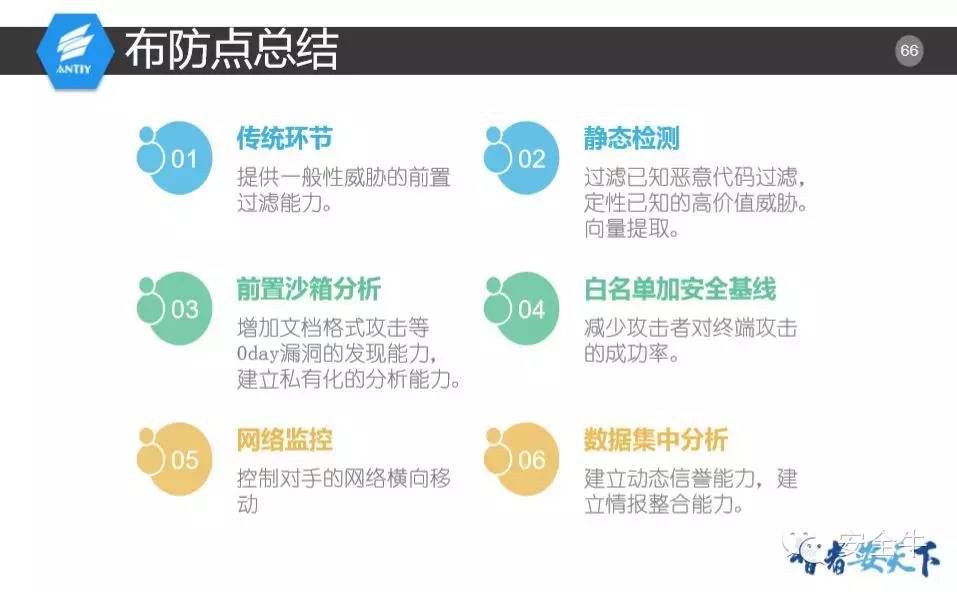 ANTIY
布防点总结
66
01
传统环节
提供一般性威胁的前置
过滤能力。
02
静态检测
过滤已知恶意代码过滤，
定性已知的高价值威胁。
向量提取。
03
前置沙箱分析
增加文档格式攻击等
0day漏洞的发现能力，
建立私有化的分析能力。
04
白名单加安全基线
减少攻击者对终端攻击
的成功率。
05
网络监控
控制对手的网络横向移
动
06
数据集中分析
建立动态信誉能力，建
立情报整合能力。
安全牛
智者安天下